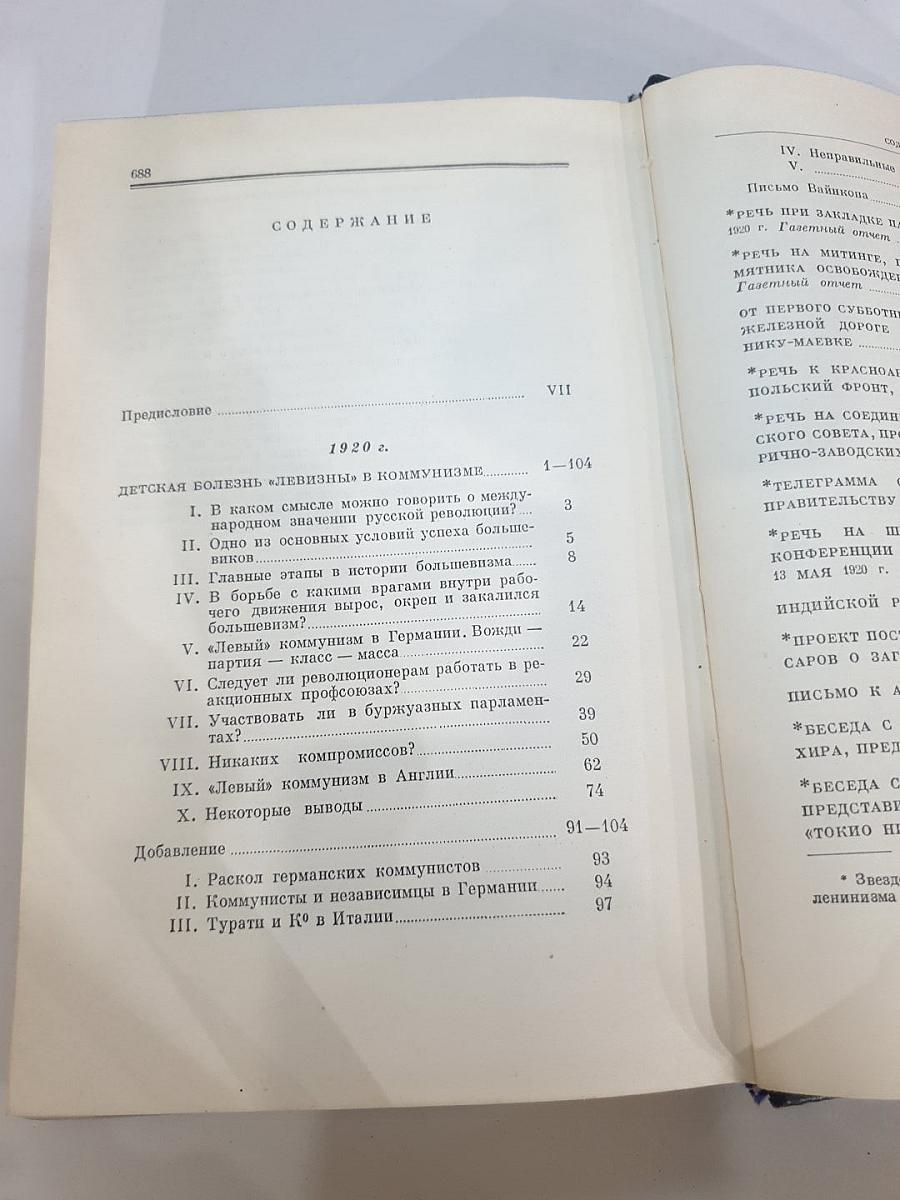 688
СОДЕРЖАНИЕ
Предисловие VII
1920 г.
ДЕТСКАЯ БОЛЕЗНЬ «ЛЕВИЗНЫ» В КОММУНИЗМЕ 1—104
I. В каком смысле можно говорить о между-
народном значении русской революции? 3
II. Одно из основных условий успеха больше-
виков 5
III. Главные этапы в истории большевизма 8
IV. В борьбе с какими врагами внутри рабо-
чего движения вырос, окреп и закалился
большевизм? 14
V. «Левый» коммунизм в Германии. Вожди —
партия — класс — масса 22
VI. Следует ли революционерам работать в ре-
акционных профсоюзах? 29
VII. Участвовать ли в буржуазных парламен-
тах? 39
VIII. Никаких компромиссов? 50
IX. «Левый» коммунизм в Англии 62
X. Некоторые выводы 74
Добавление 91—104
I. Раскол германских коммунистов 93
II. Коммунисты и независимцы в Германии 94
III. Турати и К⁰ в Италии 97
IV. Неправильные
V.
Письмо Вайнкопа
*РЕЧЬ ПРИ ЗАКЛАДКЕ
1920 г. Газетный отчет
*РЕЧЬ НА МИТИНГЕ,
МЯТНИКА ОСВОБОЖДЕ
Газетный отчет
ОТ ПЕРВОГО СУББОТН
ЖЕЛЕЗНОЙ ДОРОГЕ
НИКУ-МАЕВКЕ
*РЕЧЬ К КРАСНОАР
ПОЛЬСКИЙ ФРОНТ,
*РЕЧЬ НА СОЕДИН
СКОГО СОВЕТА, ПРО
РИЧНО-ЗАВОДСКИХ
*ТЕЛЕГРАММА С
ПРАВИТЕЛЬСТВУ
*РЕЧЬ НА Ш
КОНФЕРЕНЦИИ
13 МАЯ 1920 г.
ИНДИЙСКОЙ Р
*ПРОЕКТ ПОСТ
САРОВ О ЗАГ
ПИСЬМО К А
*БЕСЕДА С
ХИРА, ПРЕД
*БЕСЕДА С
ПРЕДСТАВИ
«ТОКИО НИ
* Звездо
ленинизма